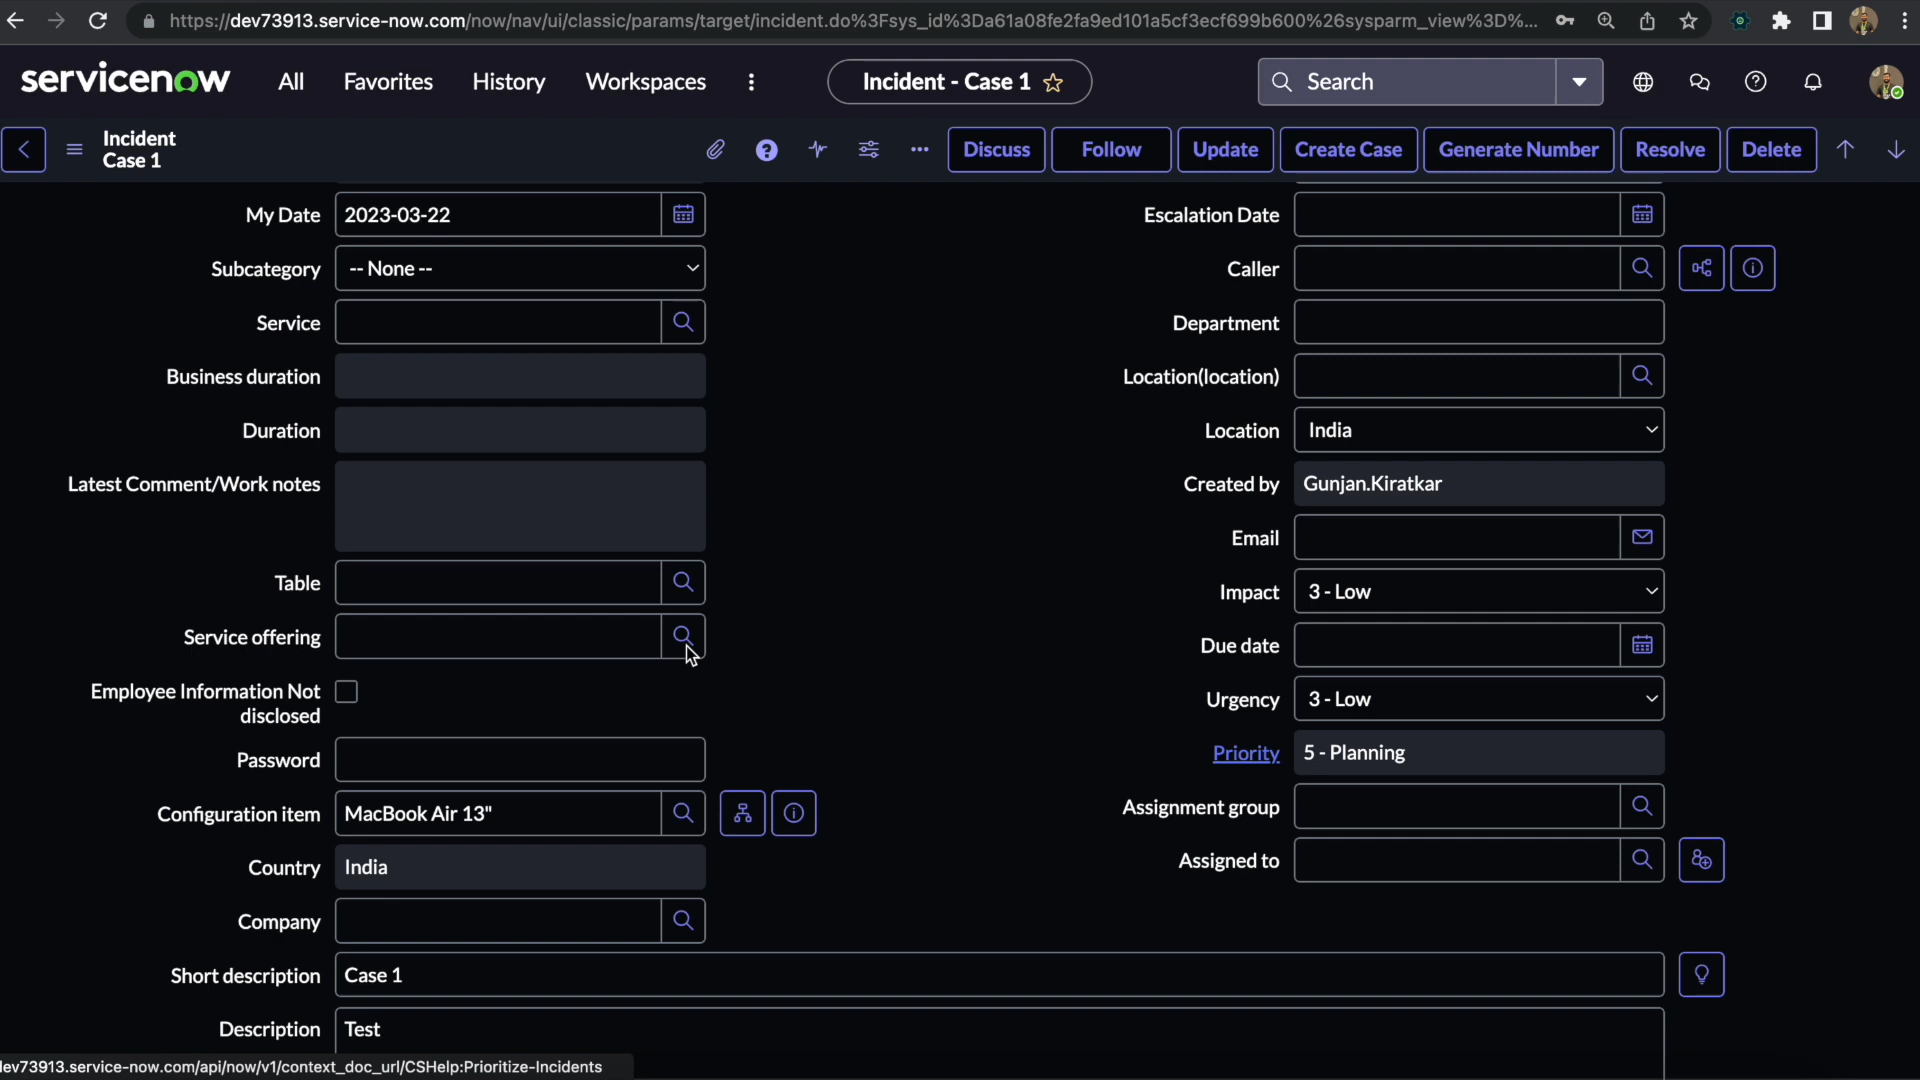 https://dev73913.service-now.com/now/nav/ui/classic/params/target/incident.do%3Fsys_id%3Da61a08fe2fa9ed101a5cf3ecf699b600%26sysparm_view%3D%...
servicenow All Favorites History Workspaces Incident - Case 1 Search
Incident
Case 1
Discuss Follow Update Create Case Generate Number Resolve Delete
My Date 2023-03-22
Subcategory -- None --
Service
Business duration
Duration
Latest Comment/Work notes
Table
Service offering
Employee Information Not
disclosed
Password
Configuration item MacBook Air 13"
Country India
Company
Escalation Date
Caller
Department
Location(location)
Location India
Created by Gunjan.Kiratkar
Email
Impact 3 - Low
Due date
Urgency 3 - Low
Priority 5 - Planning
Assignment group
Assigned to
Short description Case 1
Description Test
lev73913.service-now.com/api/now/v1/context_doc_url/CSHelp:Prioritize-Incidents